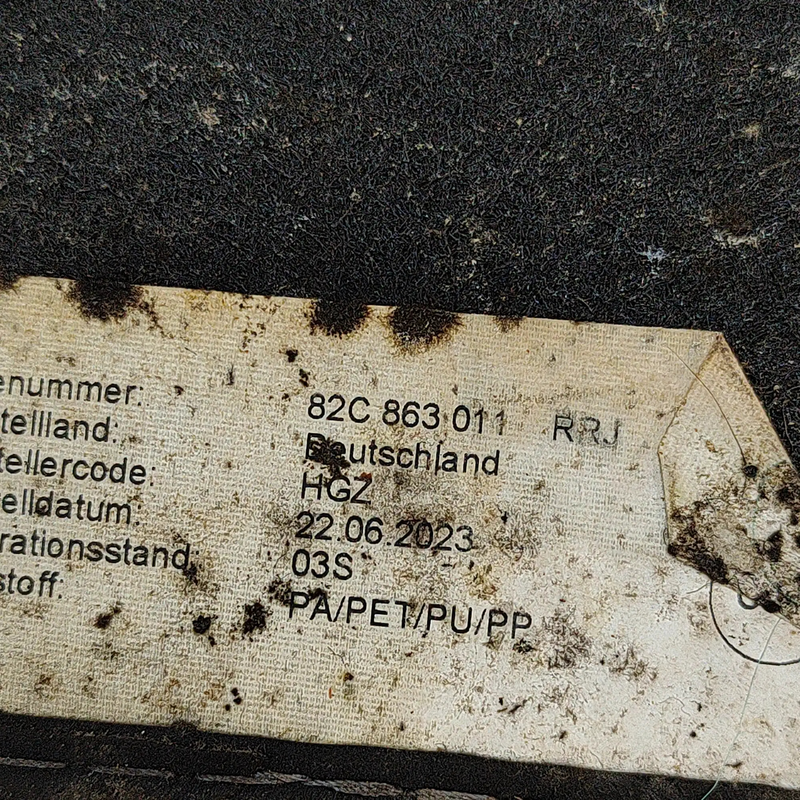 enummer: 82C 863 011 RRJ
tellland: Deutschland
tellercode: HGZ
elldatum: 22.06.2023
rationsstand: 03S
stoff: PA/PET/PU/PP